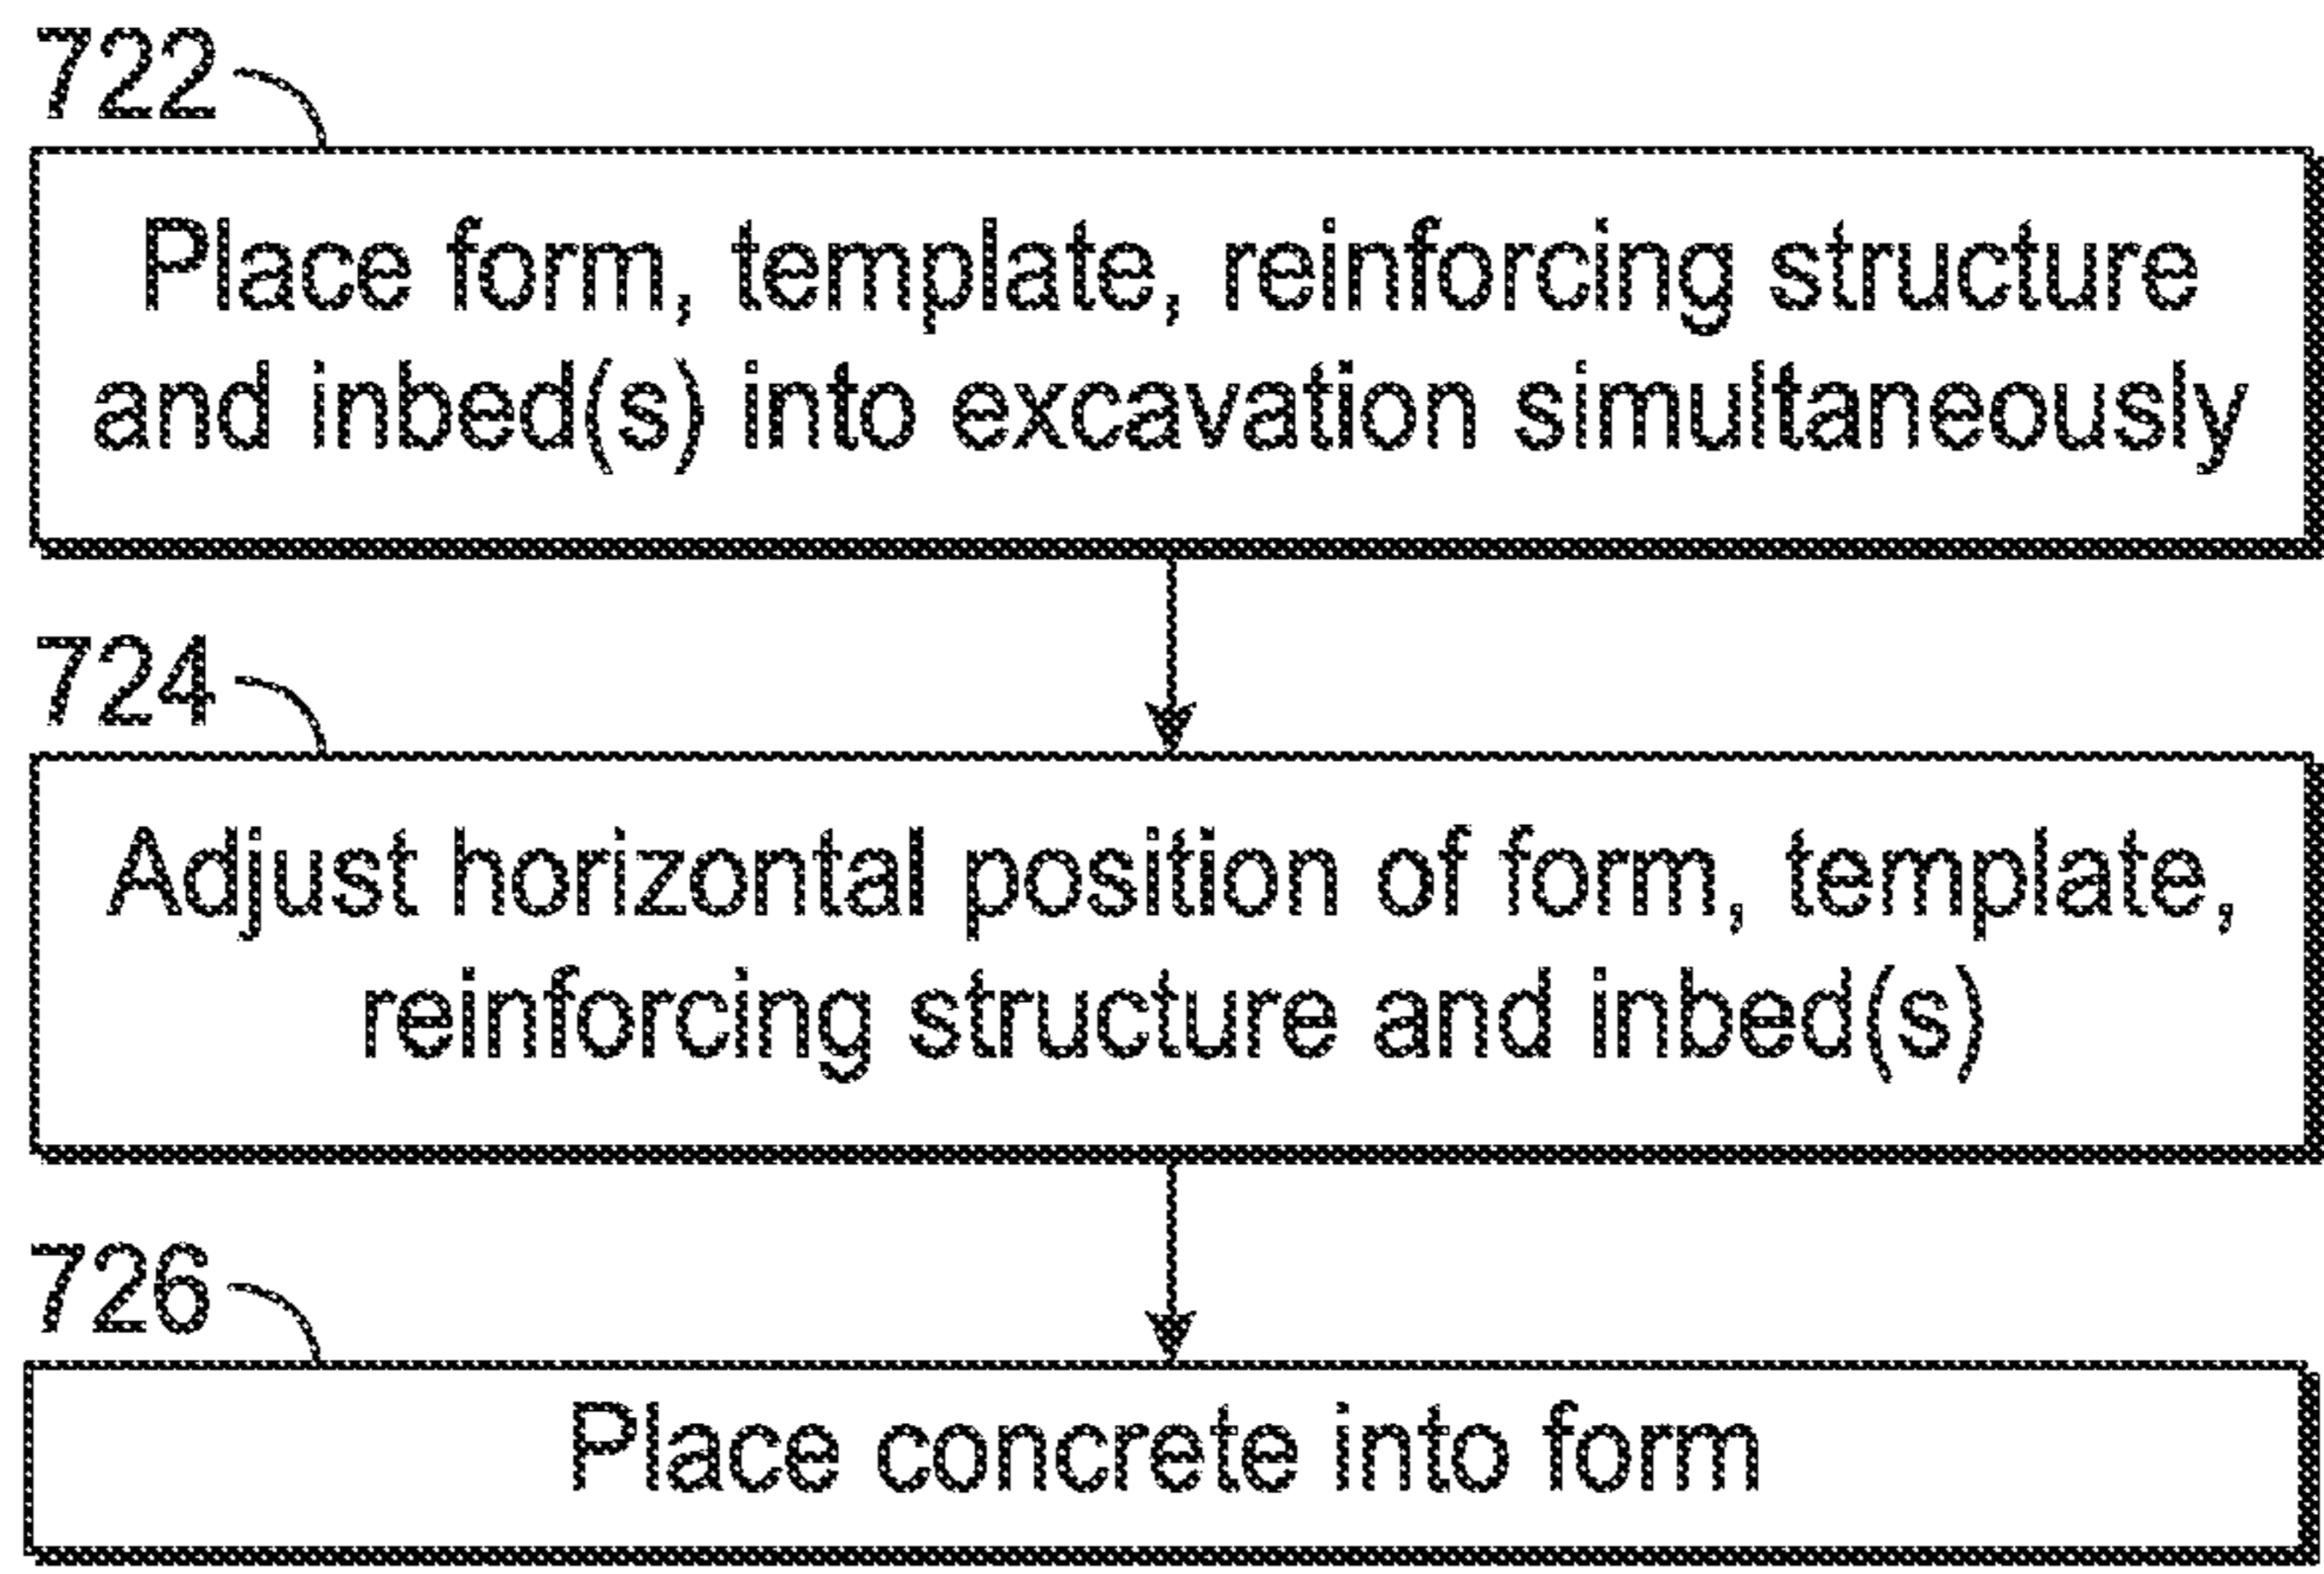 722
Place form, template, reinforcing structure
and inbed(s) into excavation simultaneously
724
Adjust horizontal position of form, template,
reinforcing structure and inbed(s)
726
Place concrete into form